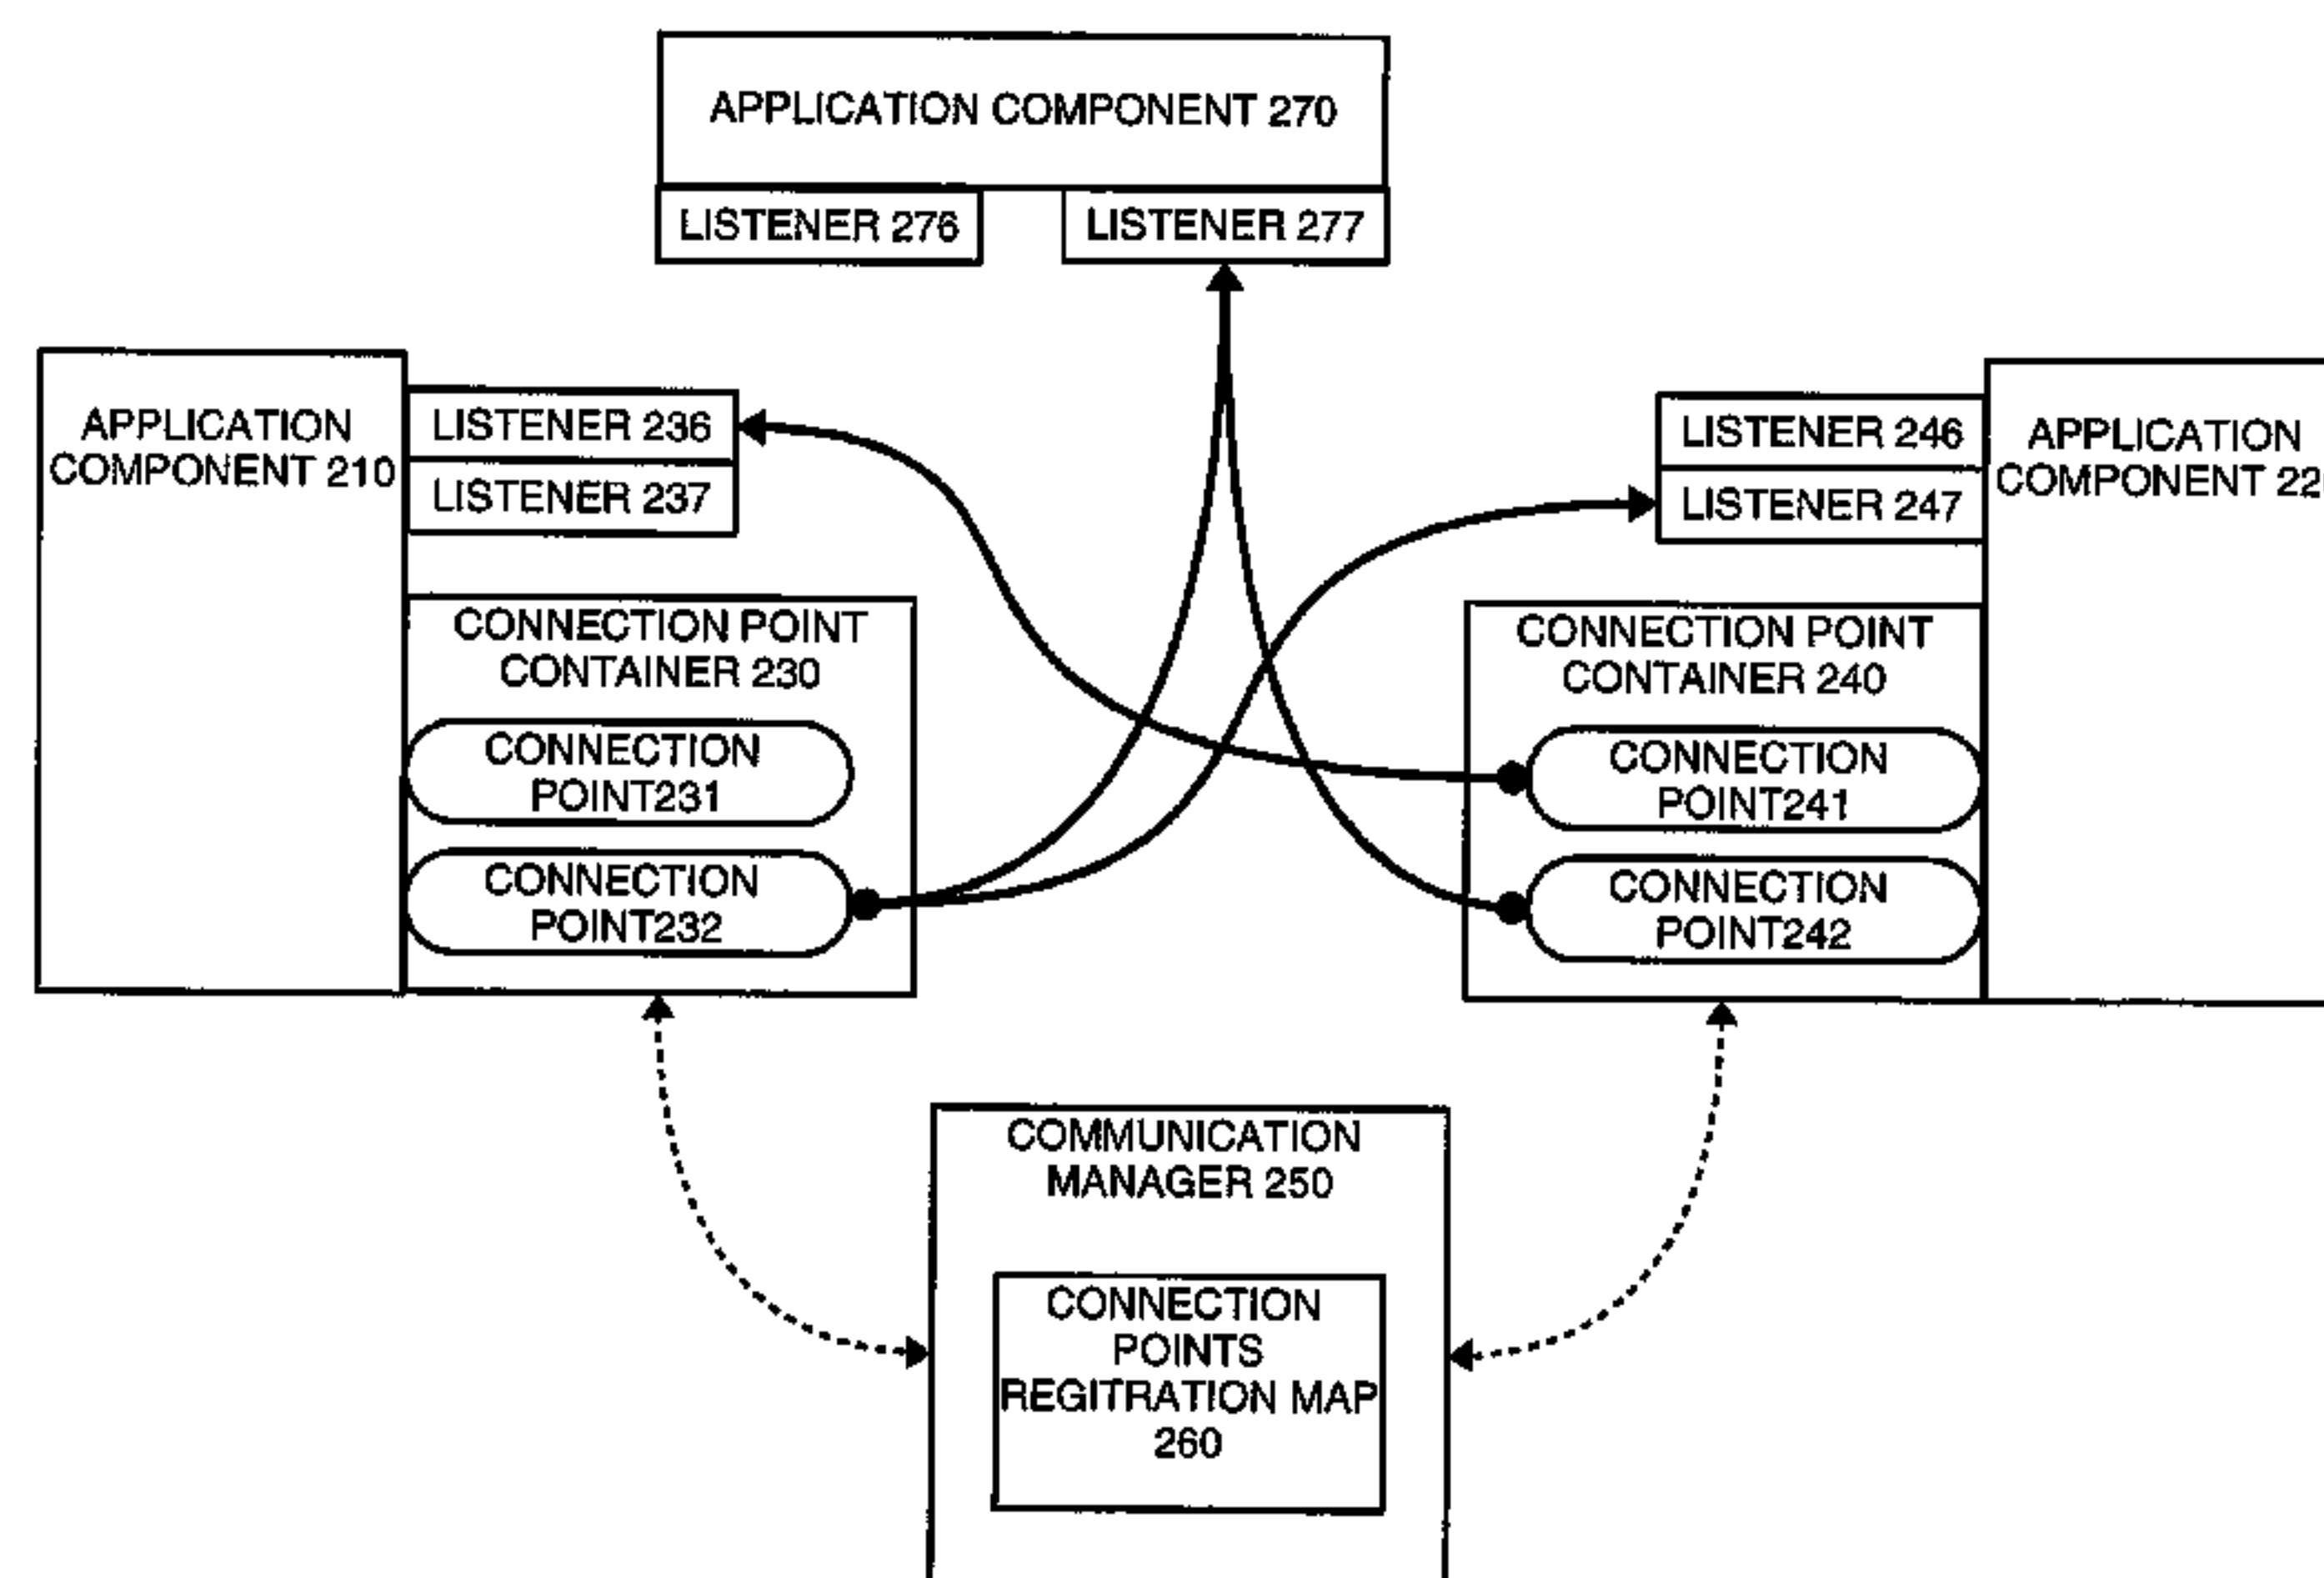 APPLICATION COMPONENT 270
LISTENER 276
LISTENER 277
APPLICATION
COMPONENT 210
LISTENER 236
LISTENER 237
LISTENER 246
LISTENER 247
APPLICATION
COMPONENT 22
CONNECTION POINT
CONTAINER 230
CONNECTION
POINT231
CONNECTION
POINT232
CONNECTION POINT
CONTAINER 240
CONNECTION
POINT241
CONNECTION
POINT242
COMMUNICATION
MANAGER 250
CONNECTION
POINTS
REGITRATION MAP
260